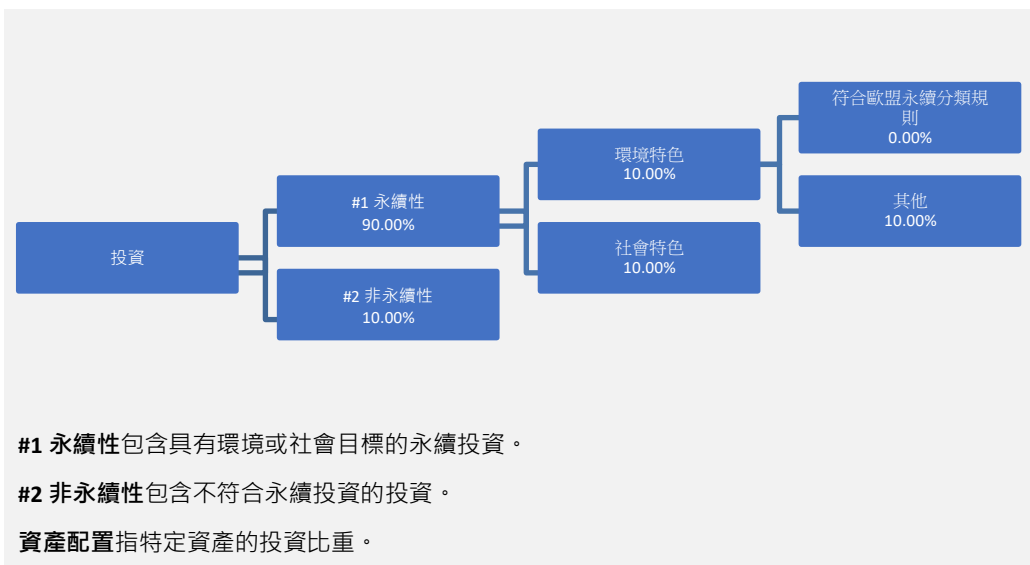 投資
#1 永續性
90.00%
#2 非永續性
10.00%
環境特色
10.00%
社會特色
10.00%
符合歐盟永續分類規
則
0.00%
其他
10.00%
#1 永續性包含具有環境或社會目標的永續投資。
#2 非永續性包含不符合永續投資的投資。
資產配置指特定資產的投資比重。